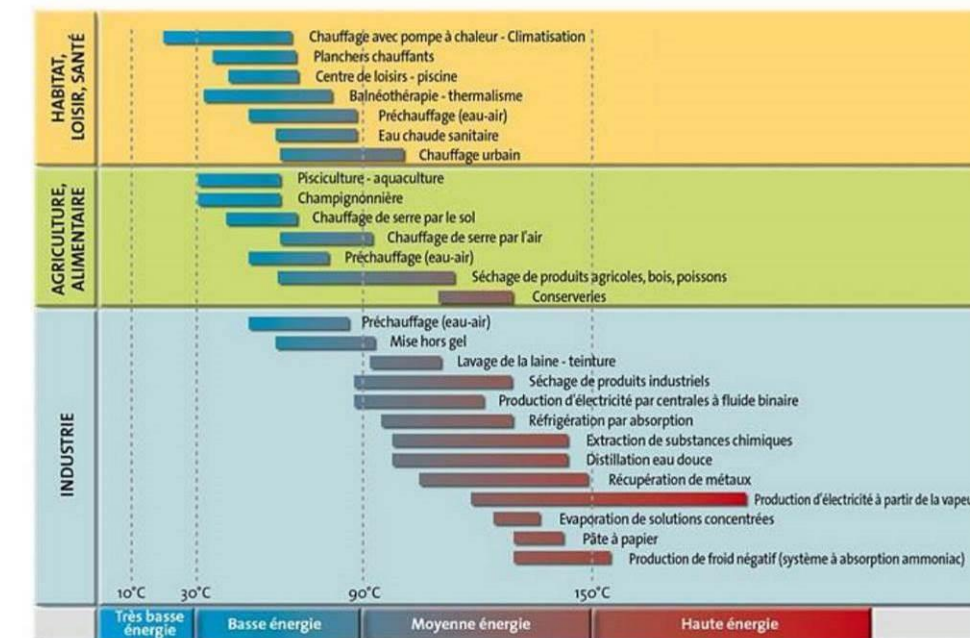 HABITAT,
LOISIR, SANTÉ
Chauffage avec pompe à chaleur - Climatisation
Planchers chauffants
Centre de loisirs - piscine
Balnéothérapie - thermalisme
Préchauffage (eau-air)
Eau chaude sanitaire
Chauffage urbain
AGRICULTURE,
ALIMENTAIRE
Pisciculture - aquaculture
Champignonnière
Chauffage de serre par le sol
Chauffage de serre par l'air
Préchauffage (eau-air)
Séchage de produits agricoles, bois, poissons
Conserveries
INDUSTRIE
Préchauffage (eau-air)
Mise hors gel
Lavage de la laine - teinture
Séchage de produits industriels
Production d'électricité par centrales à fluide binaire
Réfrigération par absorption
Extraction de substances chimiques
Distillation eau douce
Récupération de métaux
Production d'électricité à partir de la vapeu
Evaporation de solutions concentrées
Pâte à papier
Production de froid négatif (système à absorption ammoniac)
10°C 30°C 90°C 150°C
Très basse
énergie
Basse énergie
Moyenne énergie
Haute énergie